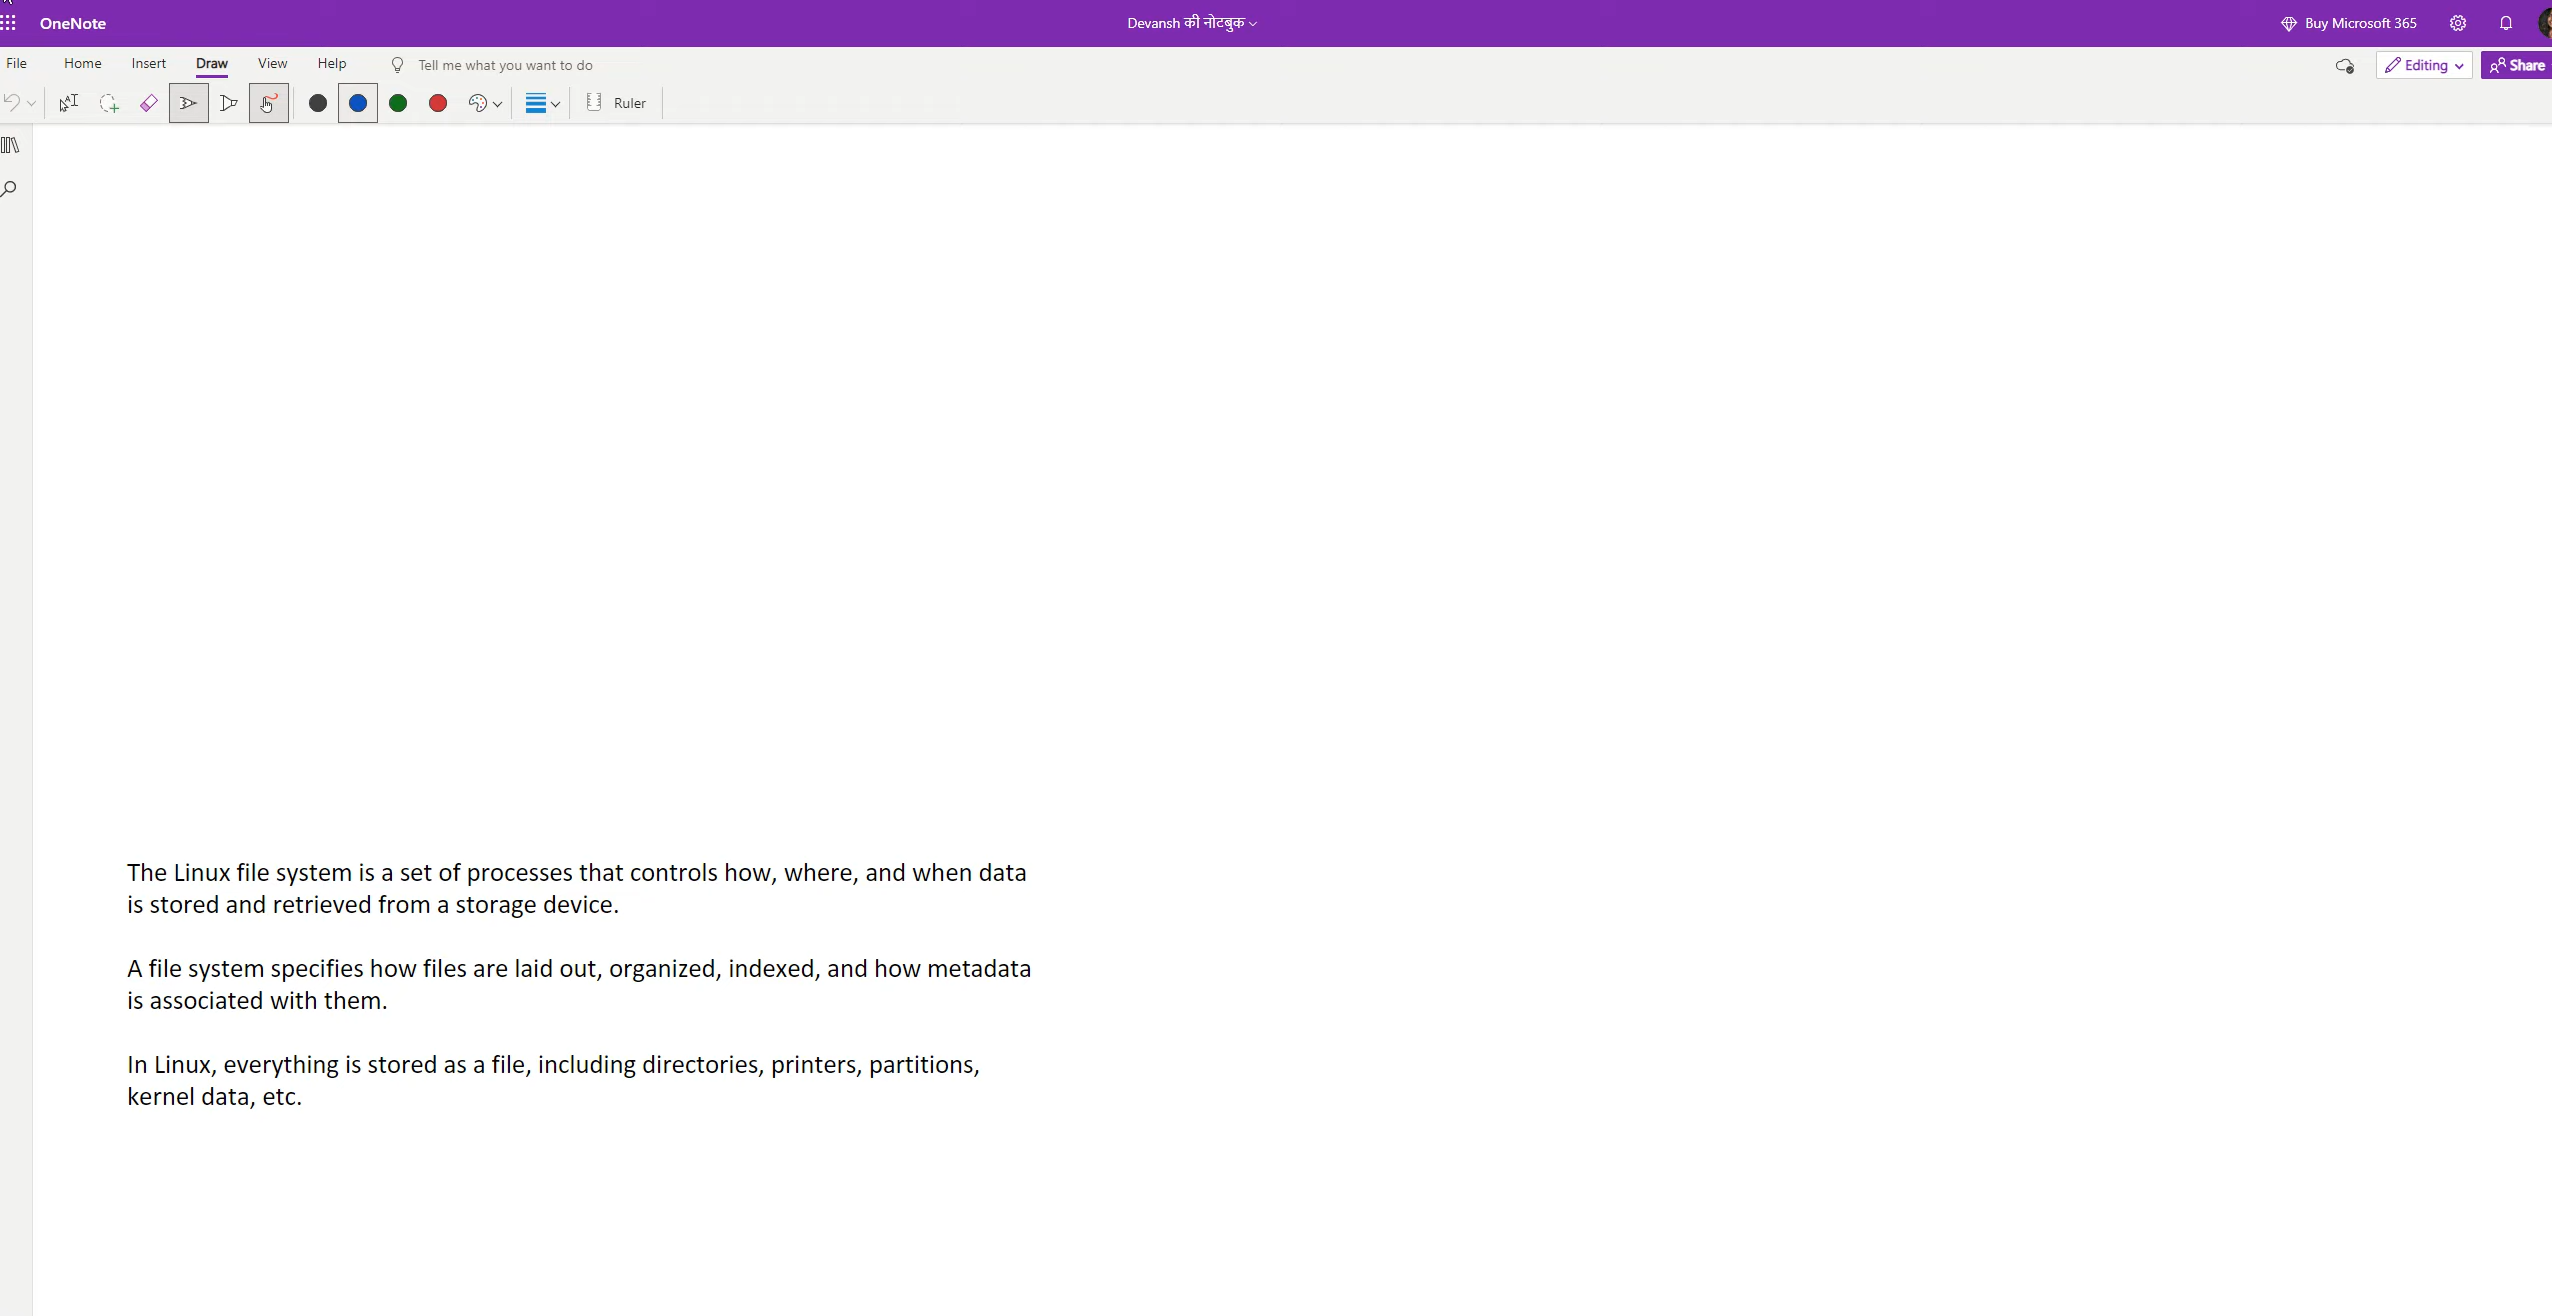 OneNote
Devansh की नोटबुक
Buy Microsoft 365
File Home Insert Draw View Help Tell me what you want to do
Editing Share
Ruler
The Linux file system is a set of processes that controls how, where, and when data
is stored and retrieved from a storage device.
A file system specifies how files are laid out, organized, indexed, and how metadata
is associated with them.
In Linux, everything is stored as a file, including directories, printers, partitions,
kernel data, etc.